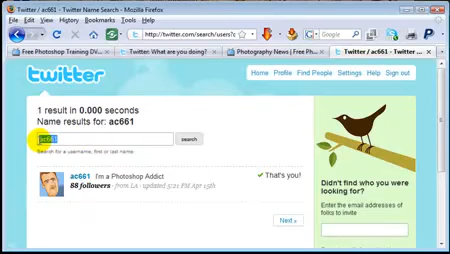 Twitter / ac661 - Twitter Name Search - Mozilla Firefox
File Edit View History Bookmarks Tools Help
http://twitter.com/search/users?
Free Photoshop Training DV...
Twitter: What are you doing?
Photography News | Free Ph...
Twitter / ac661 - Twitter ...
twitter
Home Profile Find People Settings Help Sign out
1 result in 0.000 seconds
Name results for: ac661
ac661
search
Search for a username, first or last name
ac661 I'm a Photoshop Addict
That's you!
88 followers - from LA - updated 5:21 PM Apr 15th
Next »
Didn't find who you were
looking for?
Enter the email addresses
of folks to invite